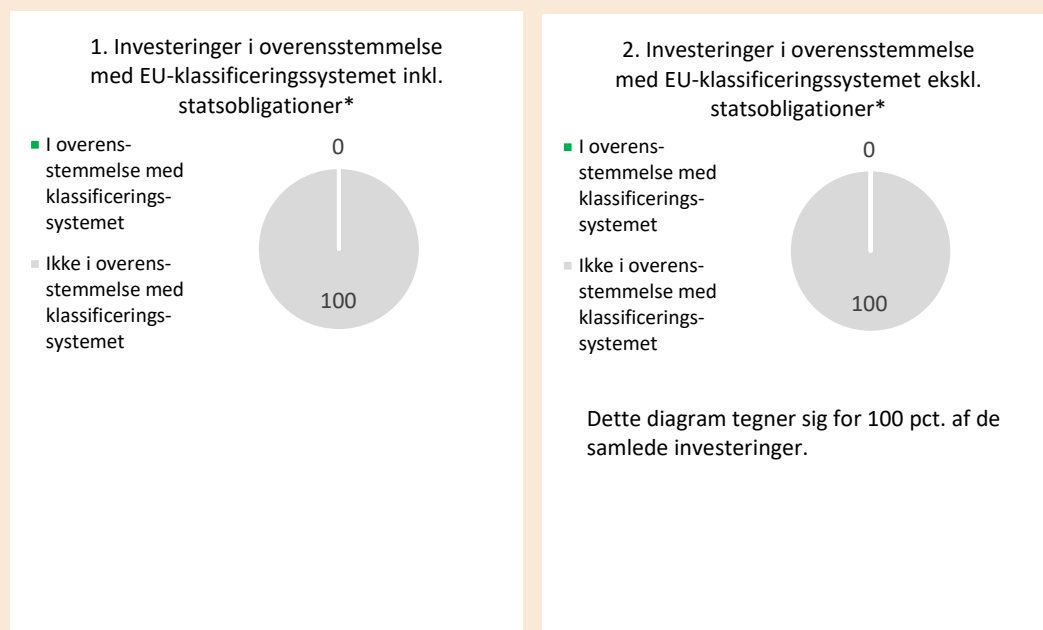 1. Investeringer i overensstemmelse
med EU-klassificeringssystemet inkl.
statsobligationer*
I overens-
stemmelse med
klassificerings-
systemet
Ikke i overens-
stemmelse med
klassificerings-
systemet
0
100
2. Investeringer i overensstemmelse
med EU-klassificeringssystemet ekskl.
statsobligationer*
I overens-
stemmelse med
klassificerings-
systemet
Ikke i overens-
stemmelse med
klassificerings-
systemet
0
100
Dette diagram tegner sig for 100 pct. af de
samlede investeringer.